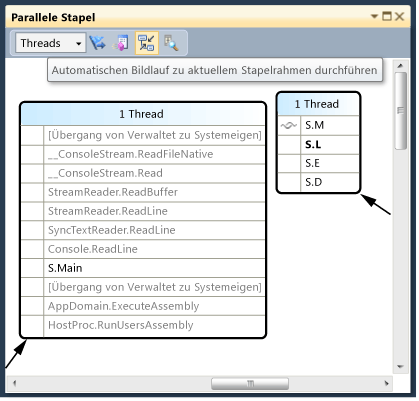 Parallele Stapel
Threads
Automatischen Bildlauf zu aktuellem Stapelrahmen durchführen
1 Thread
[Übergang von Verwaltet zu Systemeigen]
__ConsoleStream.ReadFileNative
__ConsoleStream.Read
StreamReader.ReadBuffer
StreamReader.ReadLine
SyncTextReader.ReadLine
Console.ReadLine
S.Main
[Übergang von Verwaltet zu Systemeigen]
AppDomain.ExecuteAssembly
HostProc.RunUsersAssembly
1 Thread
S.M
S.L
S.E
S.D